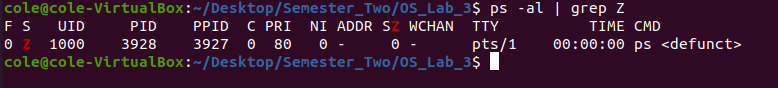 cole@cole-VirtualBox:~/Desktop/Semester_Two/OS_Lab_3$ ps -al | grep Z
F S   UID     PID    PPID  C PRI  NI ADDR SZ WCHAN  TTY          TIME CMD
0 Z  1000    3928    3927  0  80   0 -     0 -      pts/1    00:00:00 ps <defunct>
cole@cole-VirtualBox:~/Desktop/Semester_Two/OS_Lab_3$